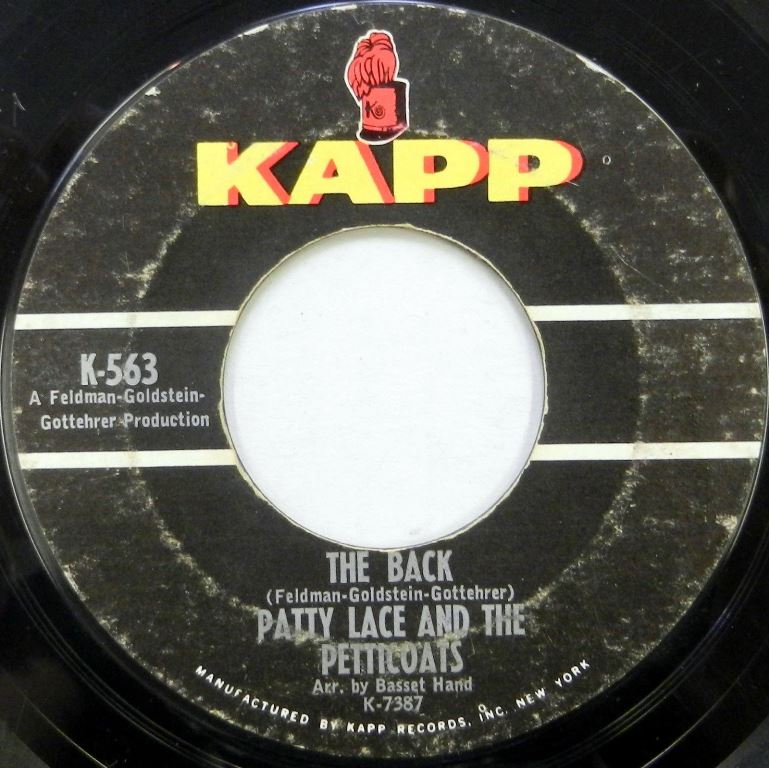 K
KAPP
K-563
A Feldman-Goldstein-
Gottehrer Production
THE BACK
(Feldman-Goldstein-Gottehrer)
PATTY LACE AND THE
PETTICOATS
Arr. by Basset Hand
K-7387
MANUFACTURED BY KAPP RECORDS, INC. NEW YORK